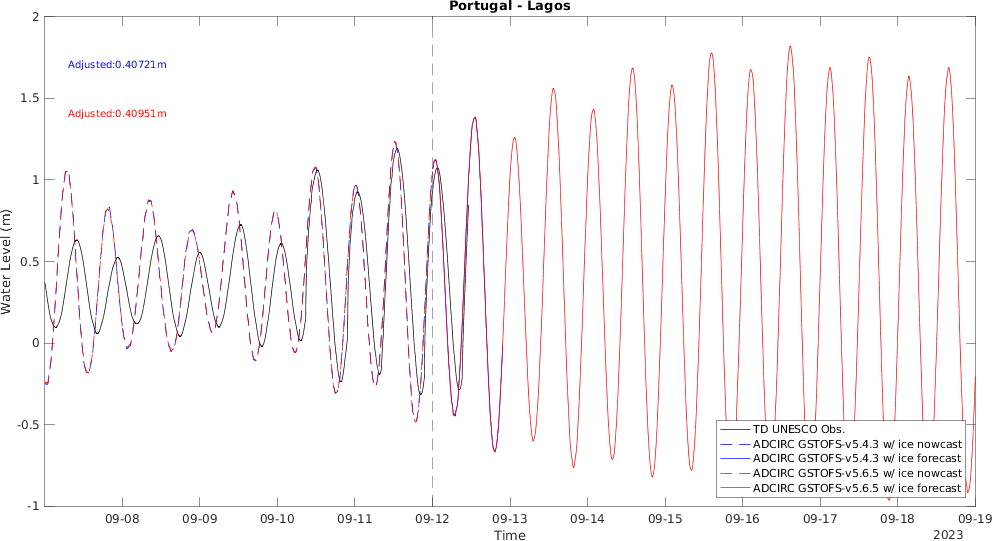 Portugal - Lagos
2
Adjusted:0.40721m
1.5
Adjusted:0.40951m
1
Water Level (m)
0.5
0
-0.5
-1
TD UNESCO Obs.
ADCIRC GSTOFS-v5.4.3 w/ ice nowcast
ADCIRC GSTOFS-v5.4.3 w/ ice forecast
ADCIRC GSTOFS-v5.6.5 w/ ice nowcast
ADCIRC GSTOFS-v5.6.5 w/ ice forecast
09-08 09-09 09-10 09-11 09-12 09-13 09-14 09-15 09-16 09-17 09-18 09-19
Time
2023